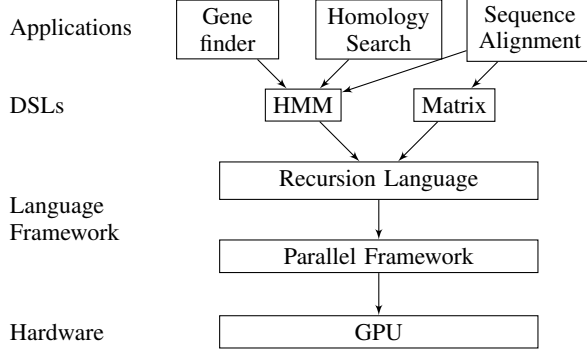 Applications
Gene
finder
Homology
Search
Sequence
Alignment
DSLs
HMM
Matrix
Recursion Language
Language
Framework
Parallel Framework
Hardware
GPU